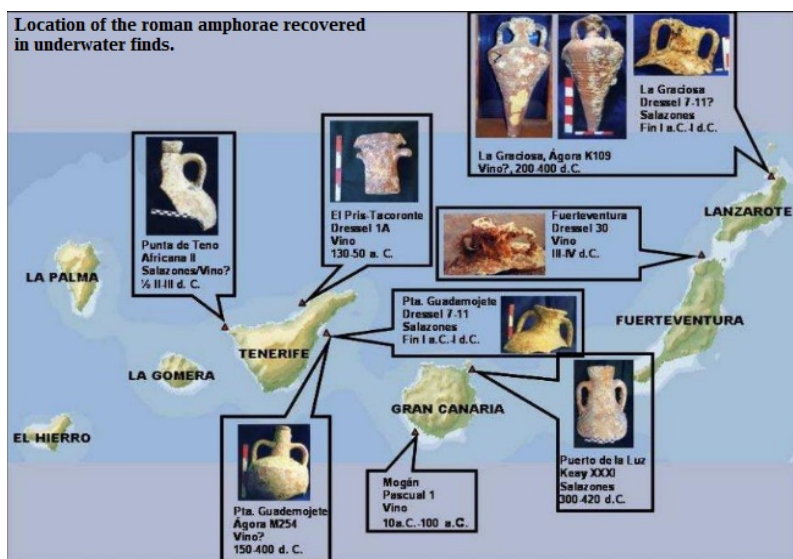 Location of the roman amphorae recovered
in underwater finds.
La Graciosa, Ágora K109
Vino?, 200-400 d.C.
La Graciosa
Dressel 7-11?
Salazones
Fin I a.C.-I d.C.
LANZAROTE
Punta de Teno
Africana II
Salazones/Vino?
½ II-III d. C.
El Pris-Tacoronte
Dressel 1A
Vino
130-50 a. C.
Fuerteventura
Dressel 30
Vino
III-IV d.C.
LA PALMA
Pta. Guadamojete
Dressel 7-11
Salazones
Fin I a.C.-I d.C.
FUERTEVENTURA
TENERIFE
LA GOMERA
GRAN CANARIA
EL HIERRO
Pta. Guademojete
Ágora M254
Vino?
150-400 d. C.
Mogán
Pascual 1
Vino
10a.C.-100 a.C.
Puerto de la Luz
Keay XXXI
Salazones
300-420 d.C.